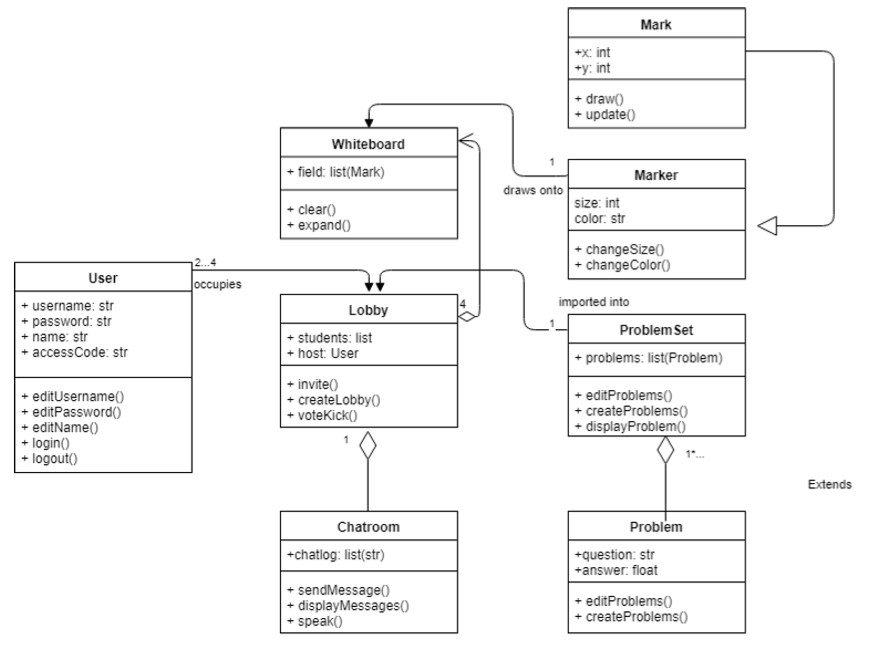 Mark
+x: int
+y: int
+ draw()
+ update()
Whiteboard
+ field: list(Mark)
+ clear()
+ expand()
1
draws onto
Marker
size: int
color: str
+ changeSize()
+ changeColor()
User
+ username: str
+ password: str
+ name: str
+ accessCode: str
+ editUsername()
+ editPassword()
+ editName()
+ login()
+ logout()
2...4
occupies
Lobby
+ students: list
+ host: User
+ invite()
+ createLobby()
+ voteKick()
4
1
imported into
1
ProblemSet
+ problems: list(Problem)
+ editProblems()
+ createProblems()
+ displayProblem()
1*...
Extends
Chatroom
+chatlog: list(str)
+ sendMessage()
+ displayMessages()
+ speak()
Problem
+question: str
+answer: float
+ editProblems()
+ createProblems()